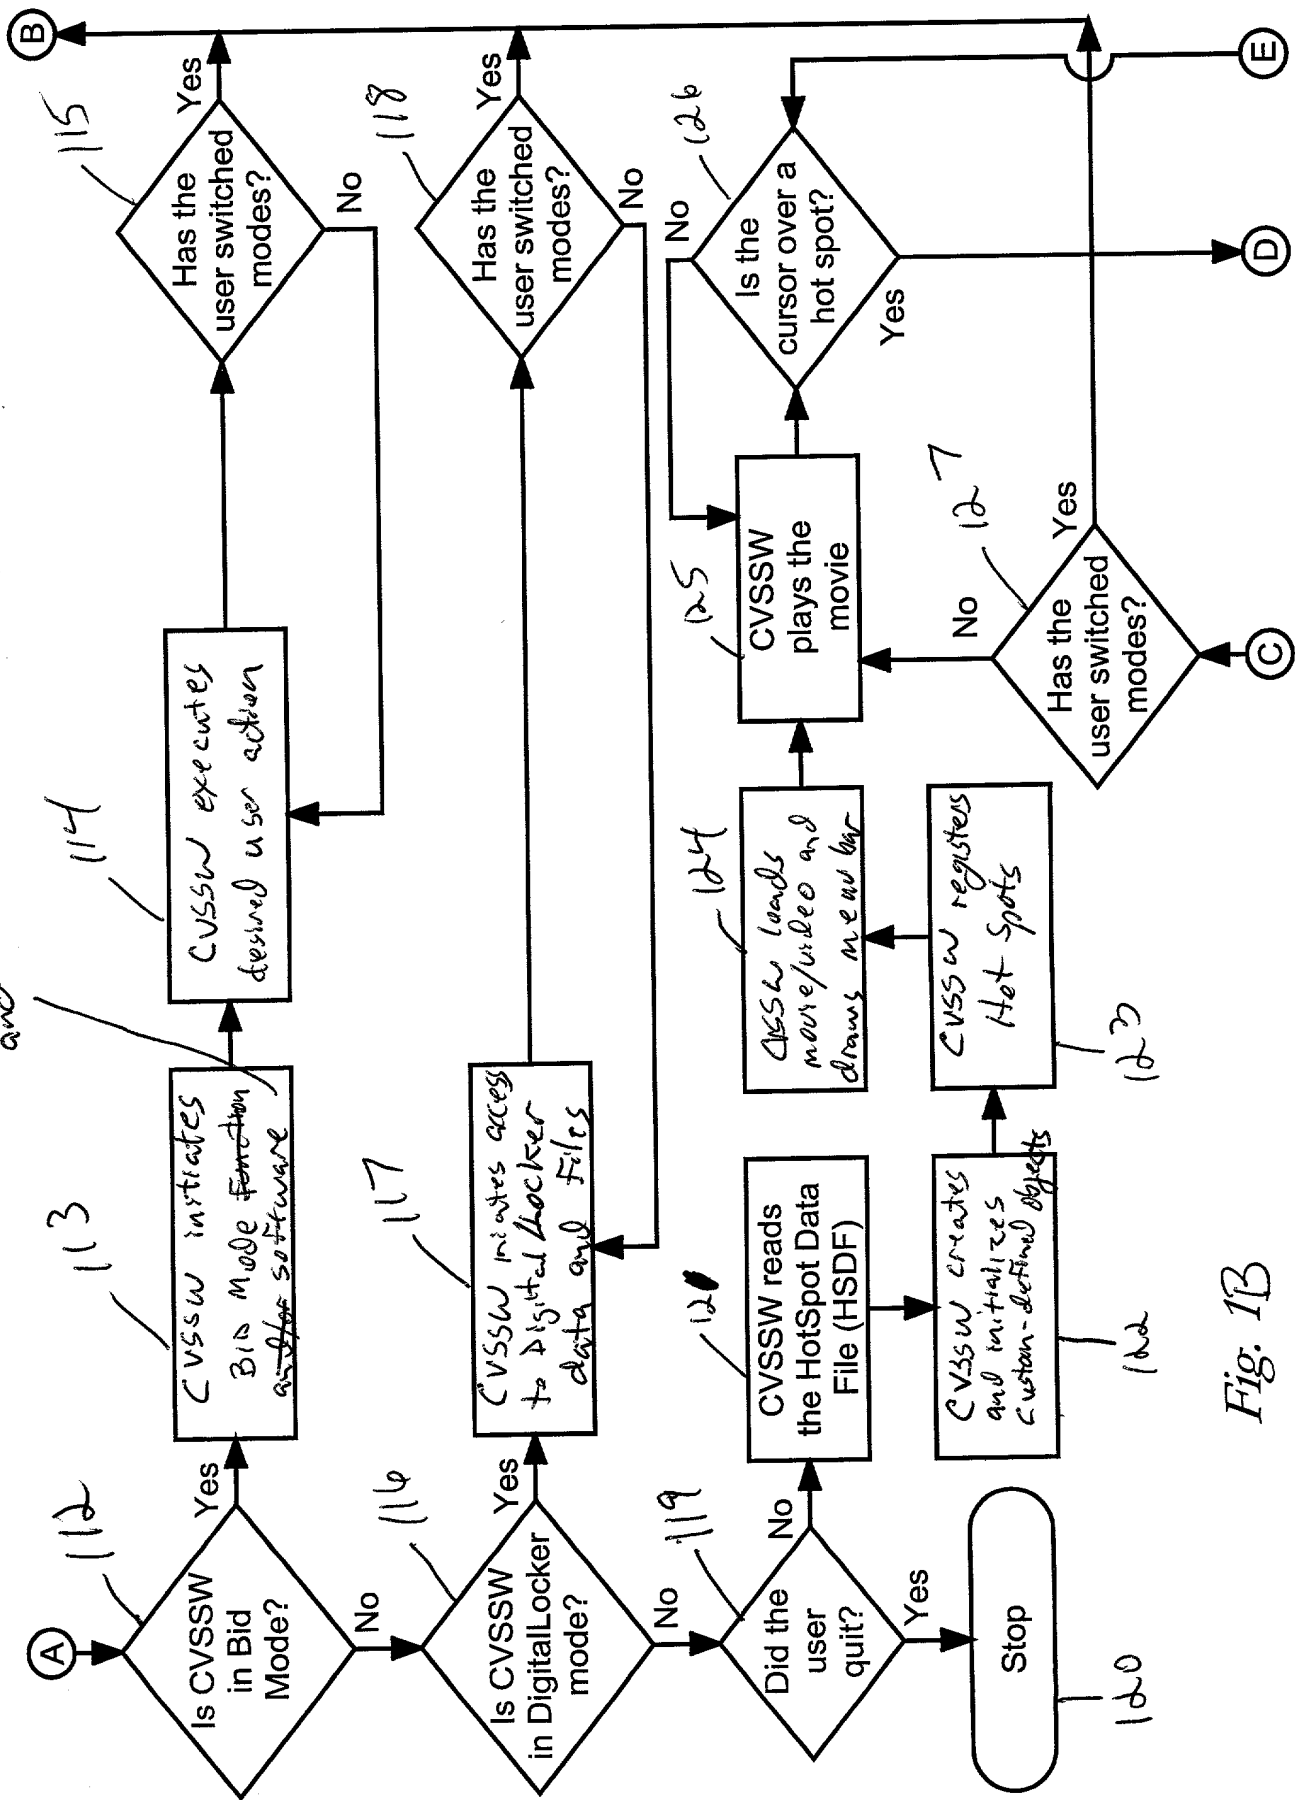 A
112
Is CVSSW
in Bid
Mode?
Yes
No
113
CVSSW initiates
Bid Mode Function
and/or software
and
114
CVSSW executes
desired user action
115
Has the
user switched
modes?
Yes
No
B
116
Is CVSSW
in DigitalLocker
mode?
Yes
No
117
CVSSW initiates access
to Digital Locker
data and Files
118
Has the
user switched
modes?
Yes
No
119
Did the
user
quit?
No
Yes
120
Stop
121
CVSSW reads
the HotSpot Data
File (HSDF)
122
CVSSW creates
and initializes
custom-defined objects
123
CVSSW registers
Hot Spots
124
CVSSW loads
movie/video and
draws menu bar
125
CVSSW
plays the
movie
126
Is the
cursor over a
hot spot?
No
Yes
127
Has the
user switched
modes?
No
Yes
C
D
E
Fig. 1B